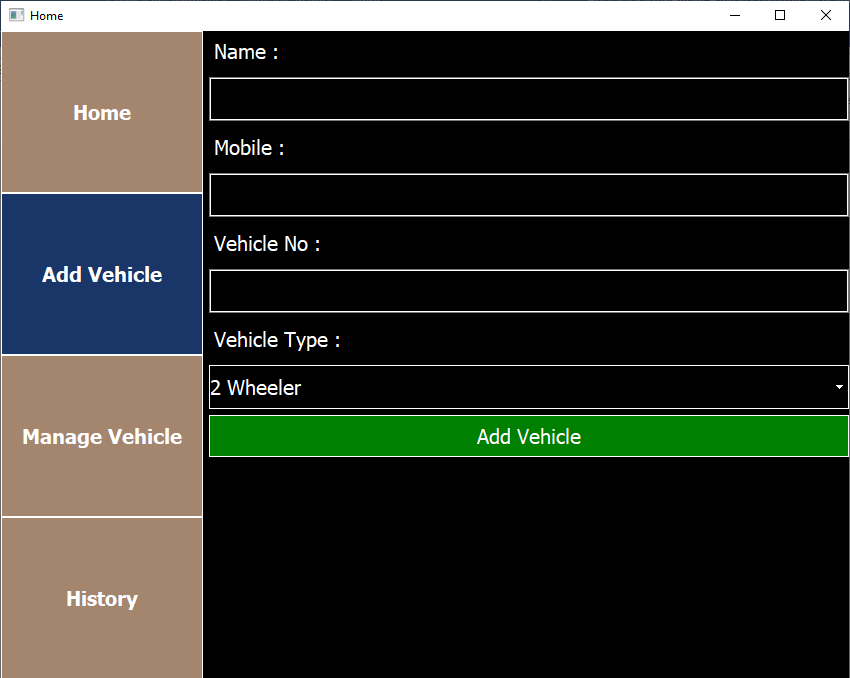 Home
Home
Add Vehicle
Manage Vehicle
History
Name :
Mobile :
Vehicle No :
Vehicle Type :
2 Wheeler
Add Vehicle